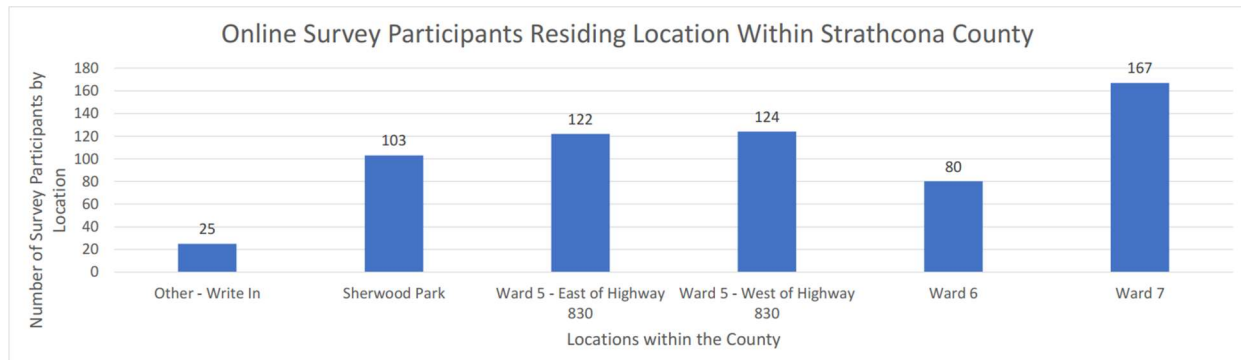 Online Survey Participants Residing Location Within Strathcona County
Number of Survey Participants by
Location
180
160
140
120
100
80
60
40
20
0
25
103
122
124
80
167
Other - Write In
Sherwood Park
Ward 5 - East of Highway
830
Ward 5 - West of Highway
830
Ward 6
Ward 7
Locations within the County